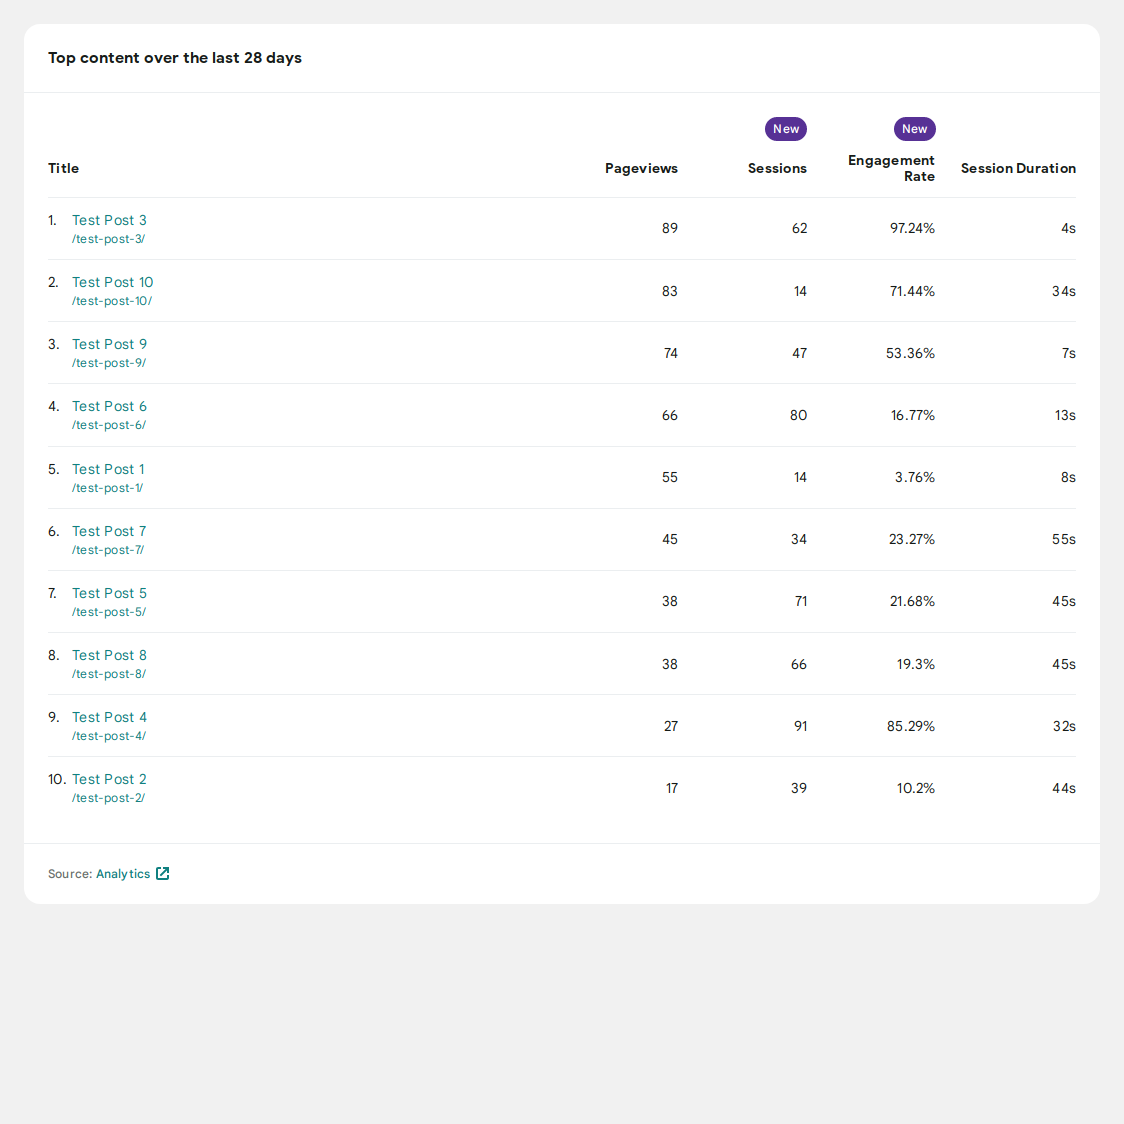 Top content over the last 28 days
New New
Title Pageviews Sessions Engagement Rate Session Duration
1. Test Post 3 89 62 97.24% 4s
/test-post-3/
2. Test Post 10 83 14 71.44% 34s
/test-post-10/
3. Test Post 9 74 47 53.36% 7s
/test-post-9/
4. Test Post 6 66 80 16.77% 13s
/test-post-6/
5. Test Post 1 55 14 3.76% 8s
/test-post-1/
6. Test Post 7 45 34 23.27% 55s
/test-post-7/
7. Test Post 5 38 71 21.68% 45s
/test-post-5/
8. Test Post 8 38 66 19.3% 45s
/test-post-8/
9. Test Post 4 27 91 85.29% 32s
/test-post-4/
10. Test Post 2 17 39 10.2% 44s
/test-post-2/
Source: Analytics